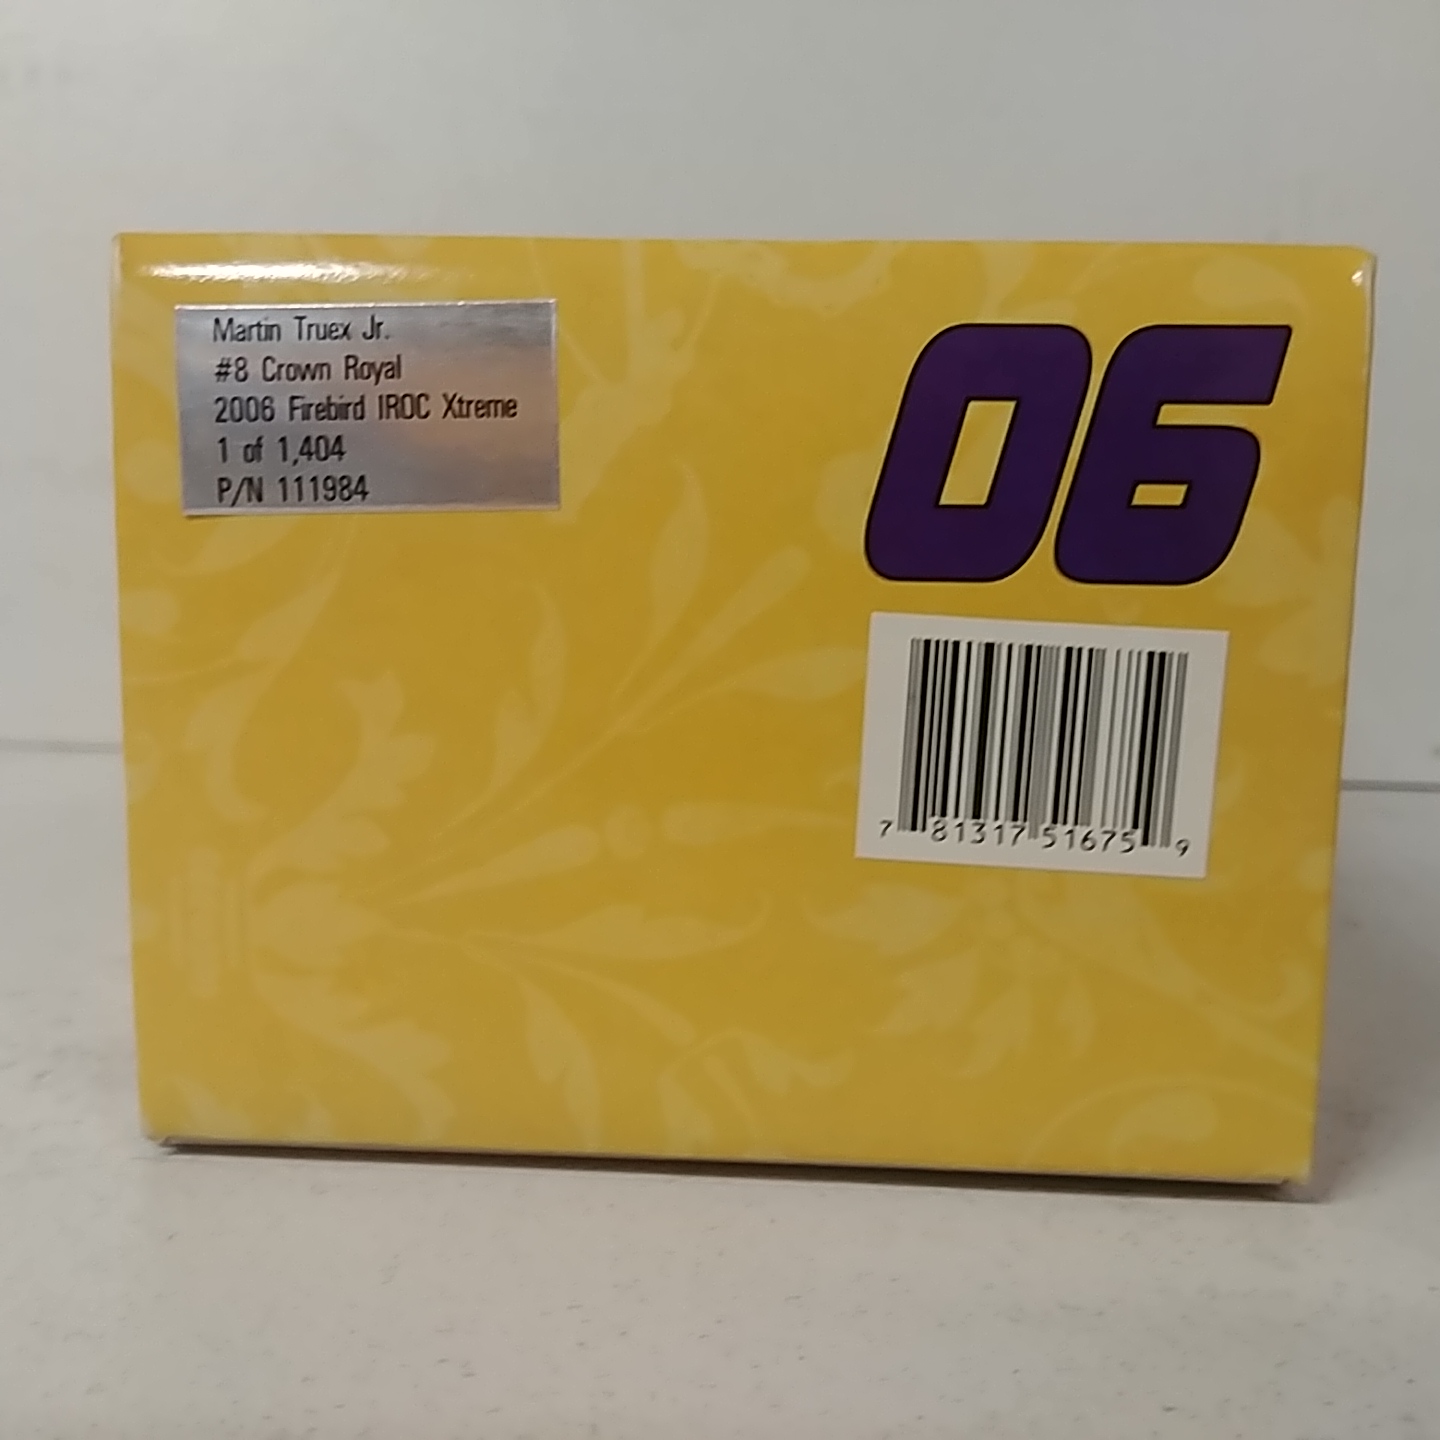 Martin Truex Jr.
#8 Crown Royal
2006 Firebird IROC Xtreme
1 of 1,404
P/N 111984
06
7 81317 51675 9